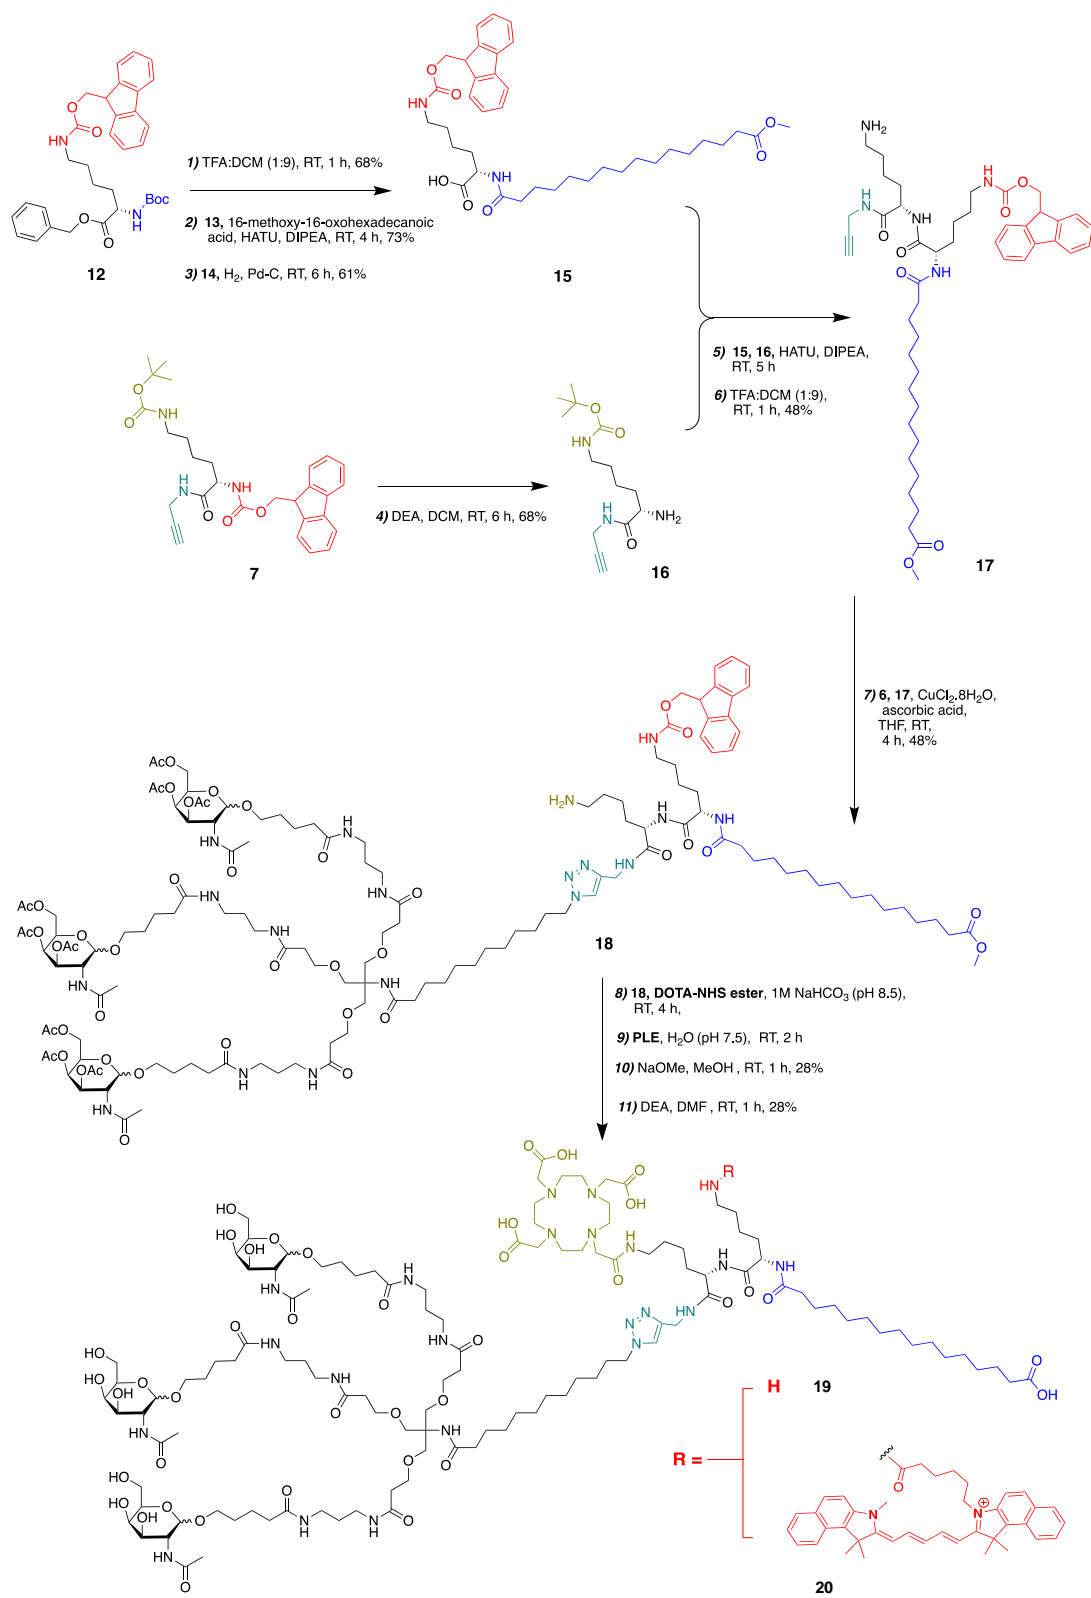 1) TFA:DCM (1:9), RT, 1 h, 68%
2) 13, 16-methoxy-16-oxohexadecanoic
acid, HATU, DIPEA, RT, 4 h, 73%
3) 14, H2, Pd-C, RT, 6 h, 61%
12
15
5) 15, 16, HATU, DIPEA,
RT, 5 h
6) TFA:DCM (1:9),
RT, 1 h, 48%
4) DEA, DCM, RT, 6 h, 68%
7
16
17
7) 6, 17, CuCl2.8H2O,
ascorbic acid,
THF, RT,
4 h, 48%
18
8) 18, DOTA-NHS ester, 1M NaHCO3 (pH 8.5),
RT, 4 h,
9) PLE, H2O (pH 7.5), RT, 2 h
10) NaOMe, MeOH , RT, 1 h, 28%
11) DEA, DMF , RT, 1 h, 28%
19
R =
H
20